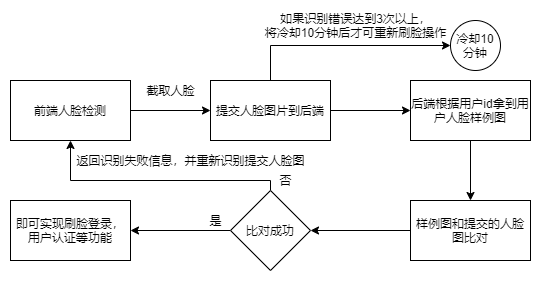 如果识别错误达到3次以上，
将冷却10分钟后才可重新刷脸操作
冷却10
分钟
截取人脸
前端人脸检测
提交人脸图片到后端
后端根据用户id拿到用
户人脸样例图
返回识别失败信息，并重新识别提交人脸图
否
即可实现刷脸登录，
用户认证等功能
是
比对成功
样例图和提交的人脸
图比对